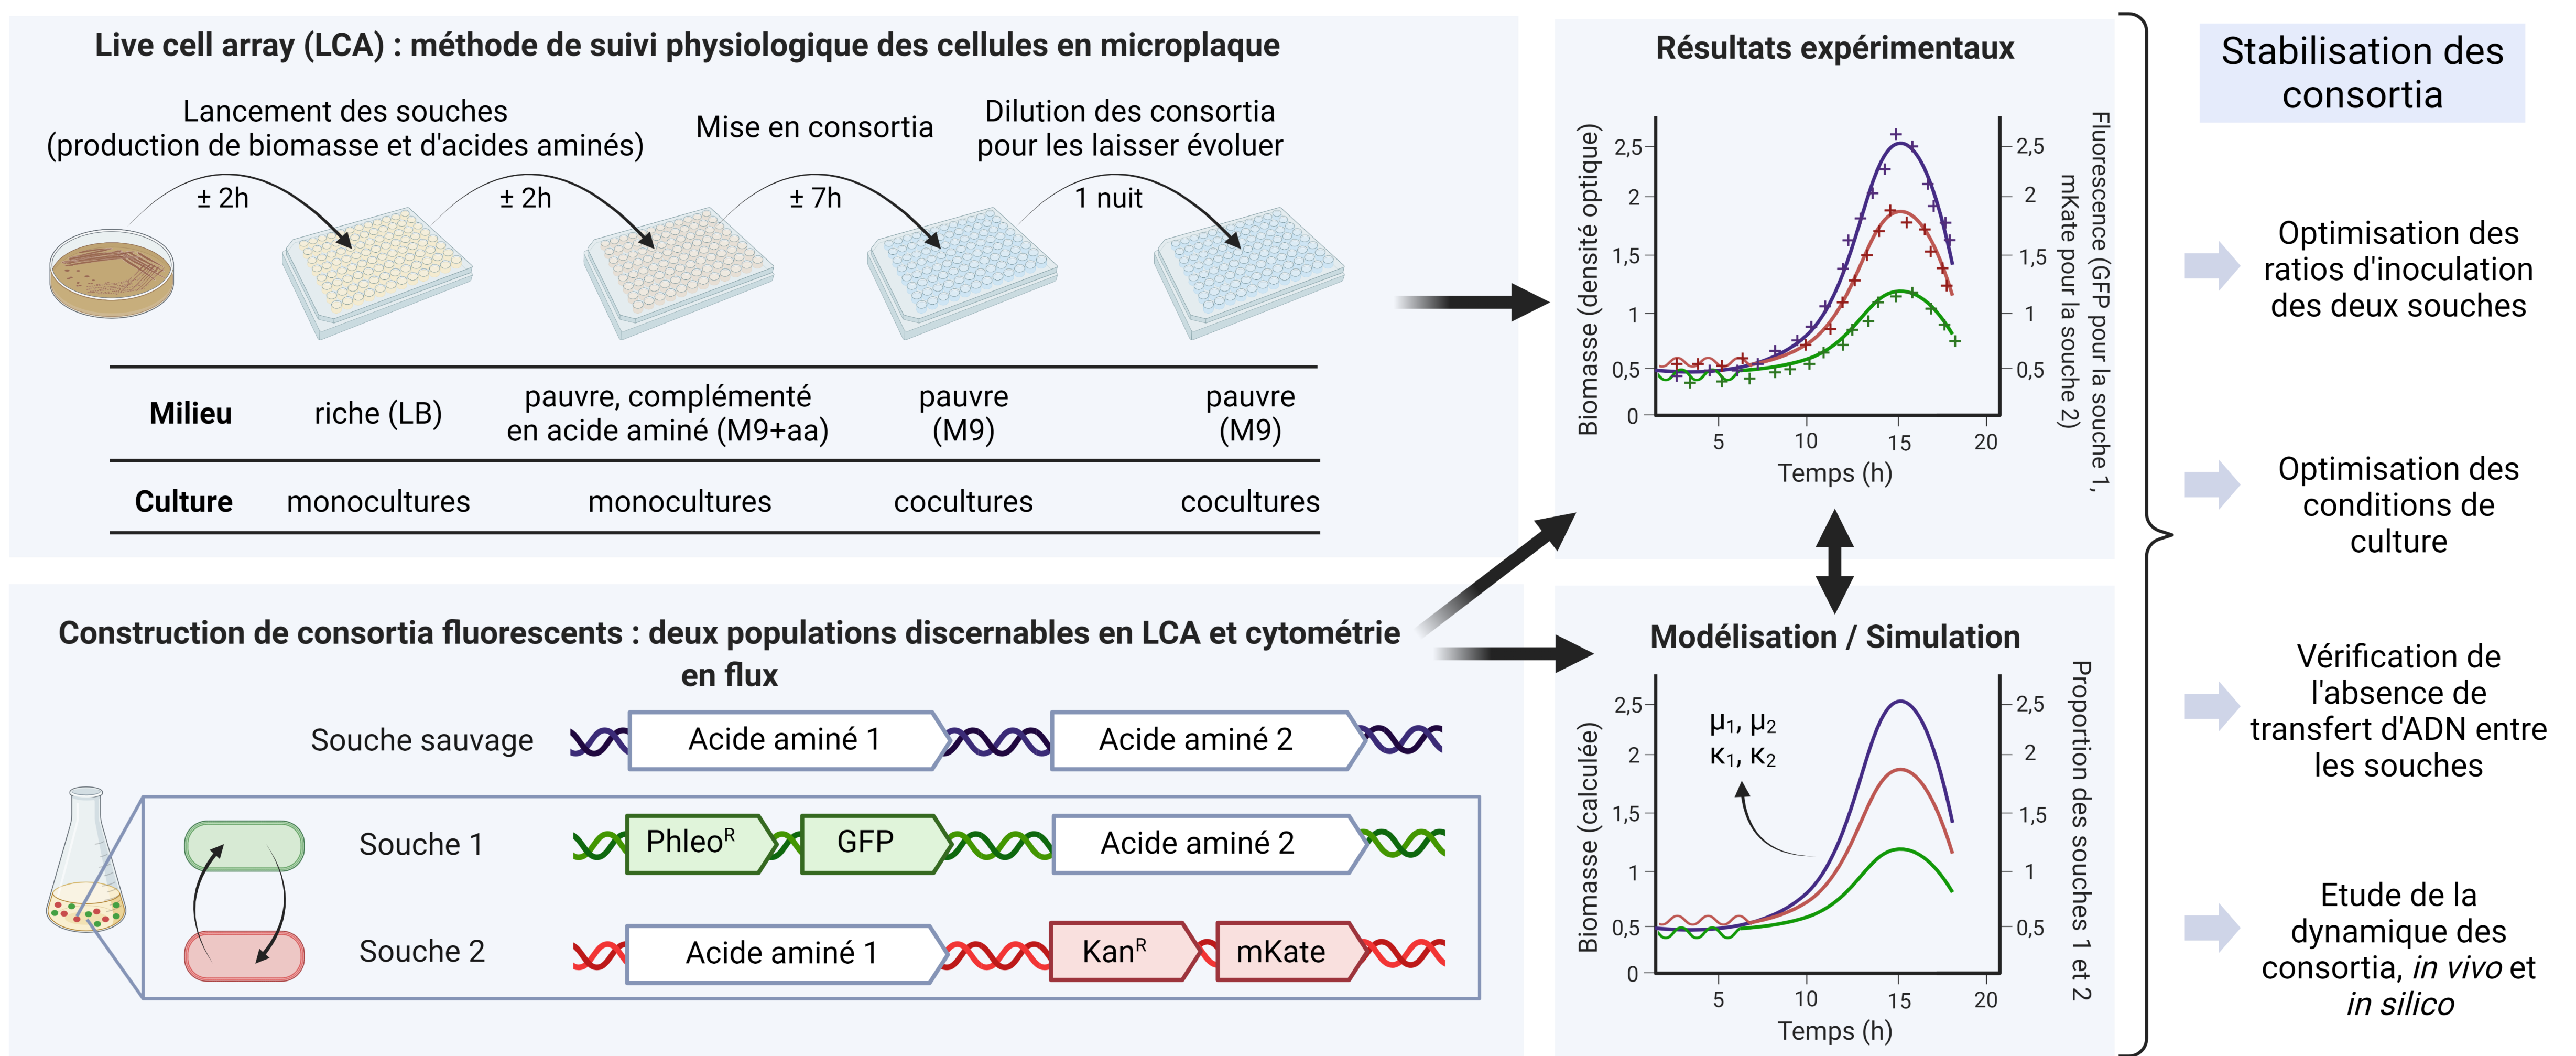 Live cell array (LCA) : méthode de suivi physiologique des cellules en microplaque
Lancement des souches
(production de biomasse et d'acides aminés)
Mise en consortia
Dilution des consortia
pour les laisser évoluer
± 2h
± 2h
± 7h
1 nuit
Milieu
riche (LB)
pauvre, complémenté
en acide aminé (M9+aa)
pauvre
(M9)
pauvre
(M9)
Culture
monocultures
monocultures
cocultures
cocultures
Construction de consortia fluorescents : deux populations discernables en LCA et cytométrie
en flux
Souche sauvage
Acide aminé 1
Acide aminé 2
Souche 1
Phleoᴿ
GFP
Acide aminé 2
Souche 2
Acide aminé 1
Kanᴿ
mKate
Résultats expérimentaux
Biomasse (densité optique)
2,5
2
1,5
1
0,5
0
5
10
15
20
Temps (h)
2,5
2
1,5
1
0,5
Fluorescence (GFP pour la souche 1,
mKate pour la souche 2)
Modélisation / Simulation
Biomasse (calculée)
2,5
2
1,5
1
0,5
0
µ₁, µ₂
κ₁, κ₂
5
10
15
20
Temps (h)
2,5
2
1,5
1
0,5
Proportion des souches 1 et 2
Stabilisation des
consortia
Optimisation des
ratios d'inoculation
des deux souches
Optimisation des
conditions de
culture
Vérification de
l'absence de
transfert d'ADN entre
les souches
Etude de la
dynamique des
consortia, in vivo et
in silico